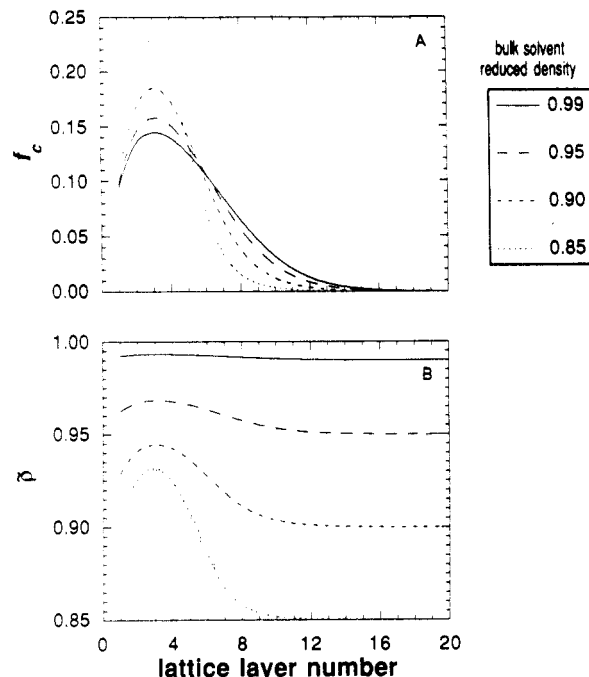 A
bulk solvent
reduced density
0.25
0.20
0.15
0.10
0.05
0.00
f_c
0.99
0.95
0.90
0.85
B
1.00
0.95
0.90
0.85
ρ̃
0 4 8 12 16 20
lattice layer number